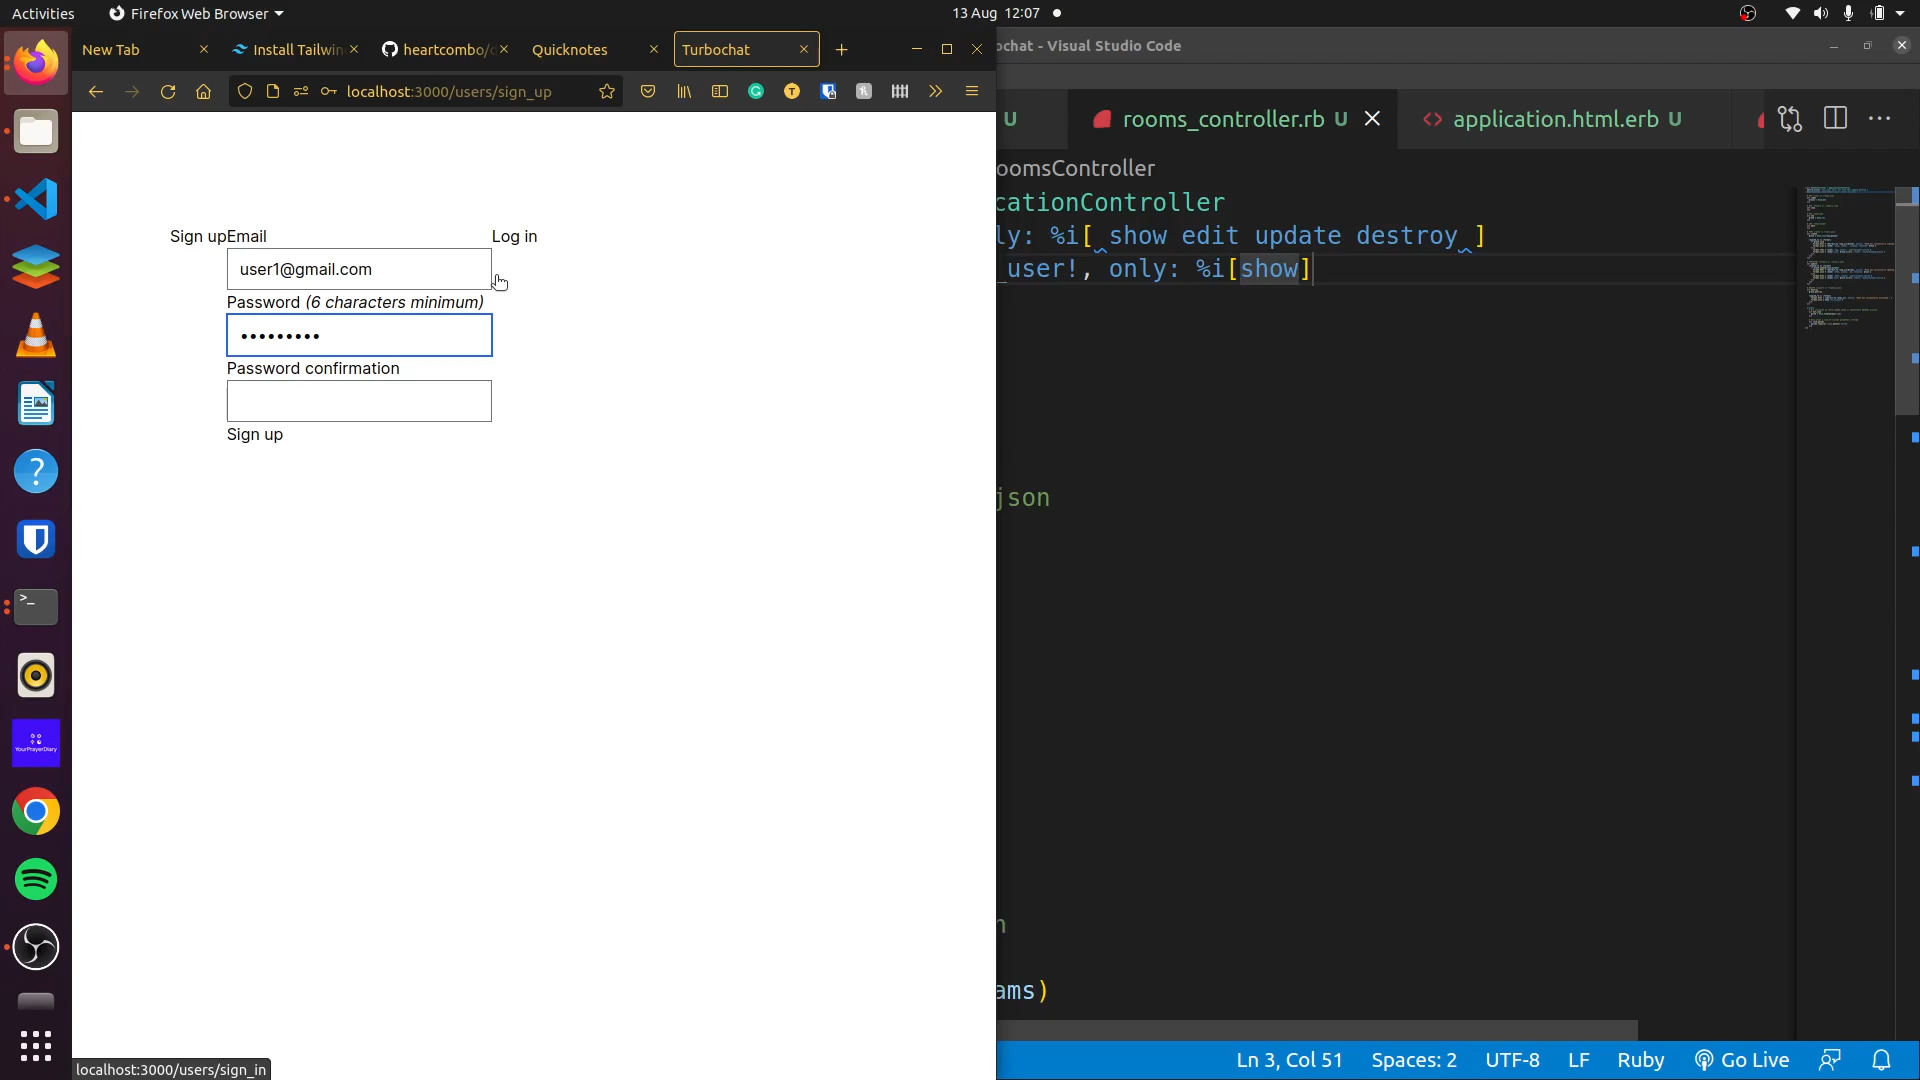 Activities
Firefox Web Browser
13 Aug 12:07
New Tab
Install Tailwin
heartcombo/d
Quicknotes
Turbochat
localhost:3000/users/sign_up
Sign up
Email
Log in
user1@gmail.com
Password (6 characters minimum)
•••••••••
Password confirmation
Sign up
localhost:3000/users/sign_in
YourPrayerDiary
ochat - Visual Studio Code
U
rooms_controller.rb U
application.html.erb U
oomsController
cationController
ly: %i[ show edit update destroy ]
_user!, only: %i[show]
json
n
ams)
Ln 3, Col 51
Spaces: 2
UTF-8
LF
Ruby
Go Live